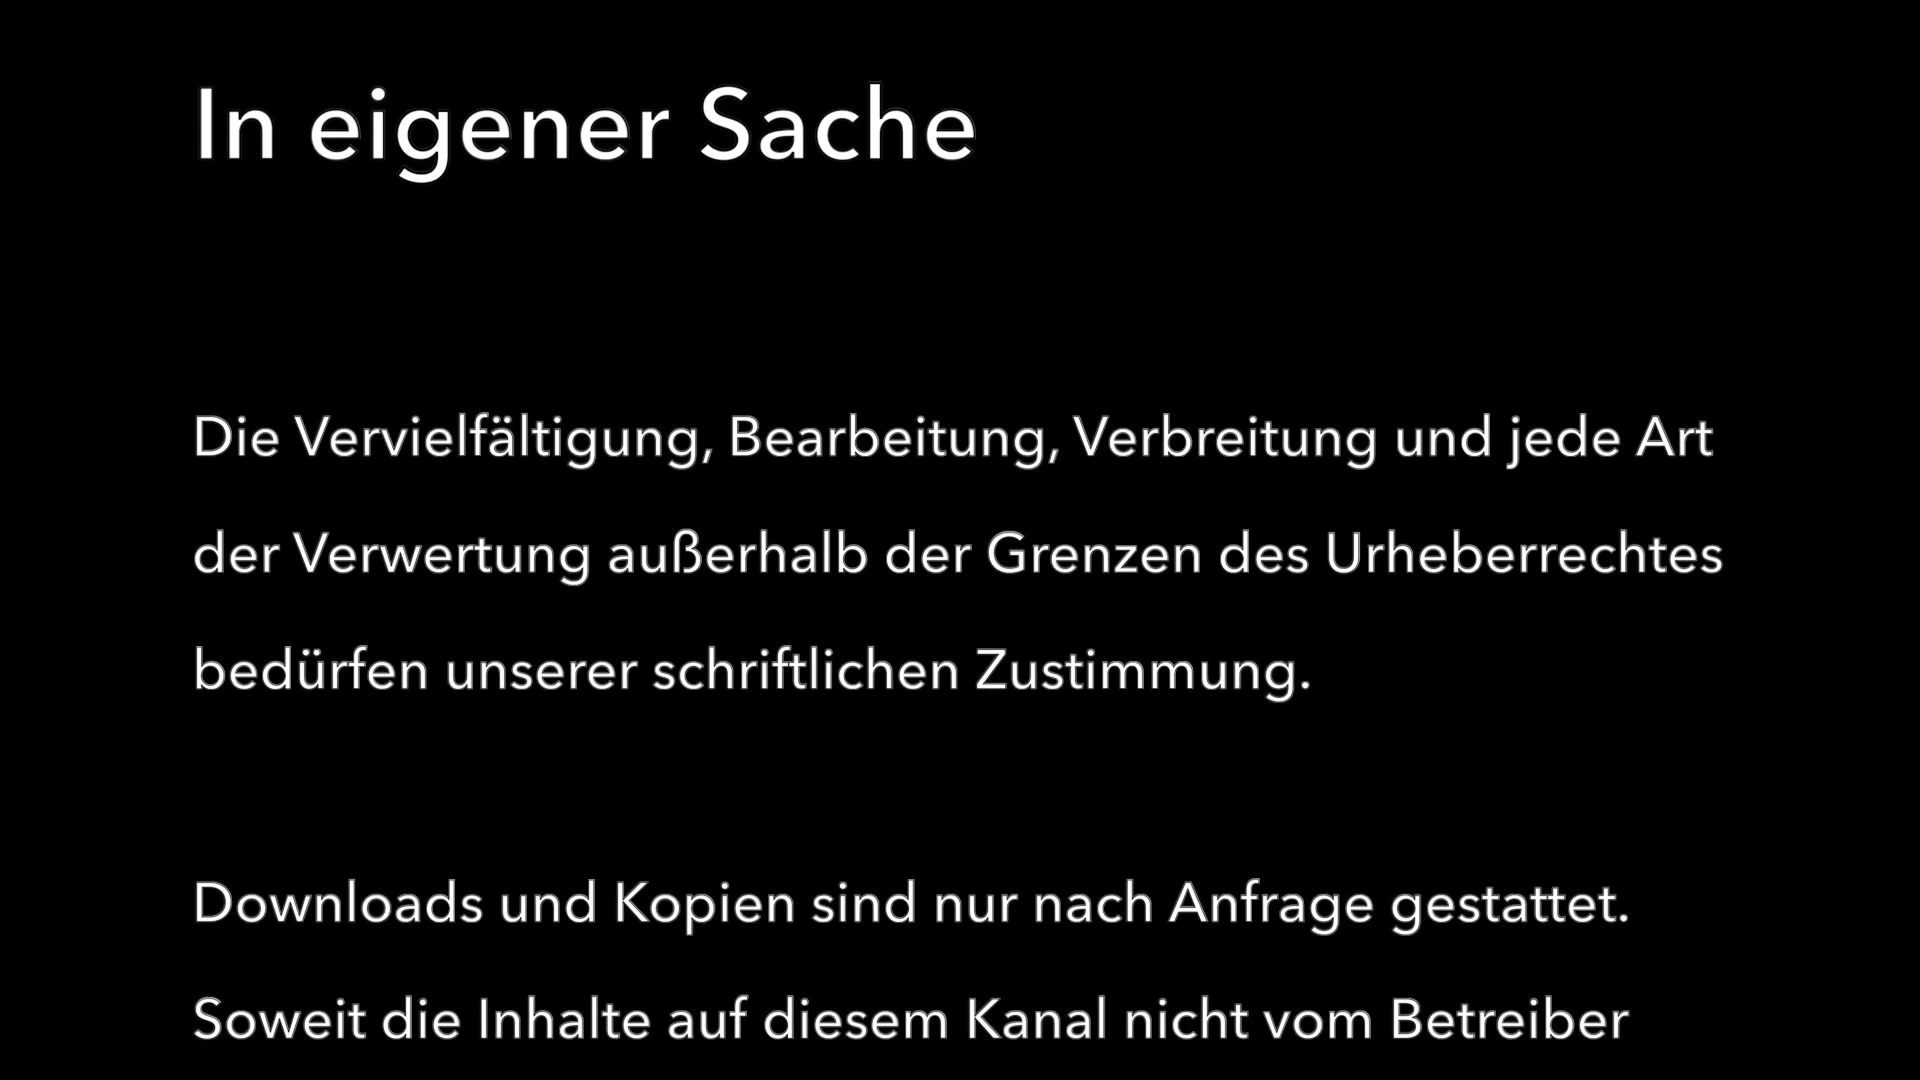 In eigener Sache
Die Vervielfältigung, Bearbeitung, Verbreitung und jede Art
der Verwertung außerhalb der Grenzen des Urheberrechtes
bedürfen unserer schriftlichen Zustimmung.
Downloads und Kopien sind nur nach Anfrage gestattet.
Soweit die Inhalte auf diesem Kanal nicht vom Betreiber